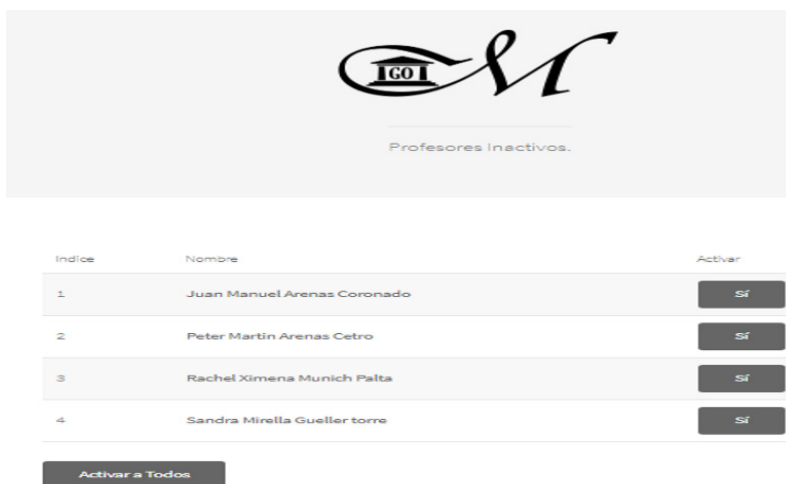 GO M
Profesores Inactivos.
Indice Nombre Activar
1 Juan Manuel Arenas Coronado Sí
2 Peter Martin Arenas Cetro Sí
3 Rachel Ximena Munich Palta Sí
4 Sandra Mirella Gueller torre Sí
Activar a Todos